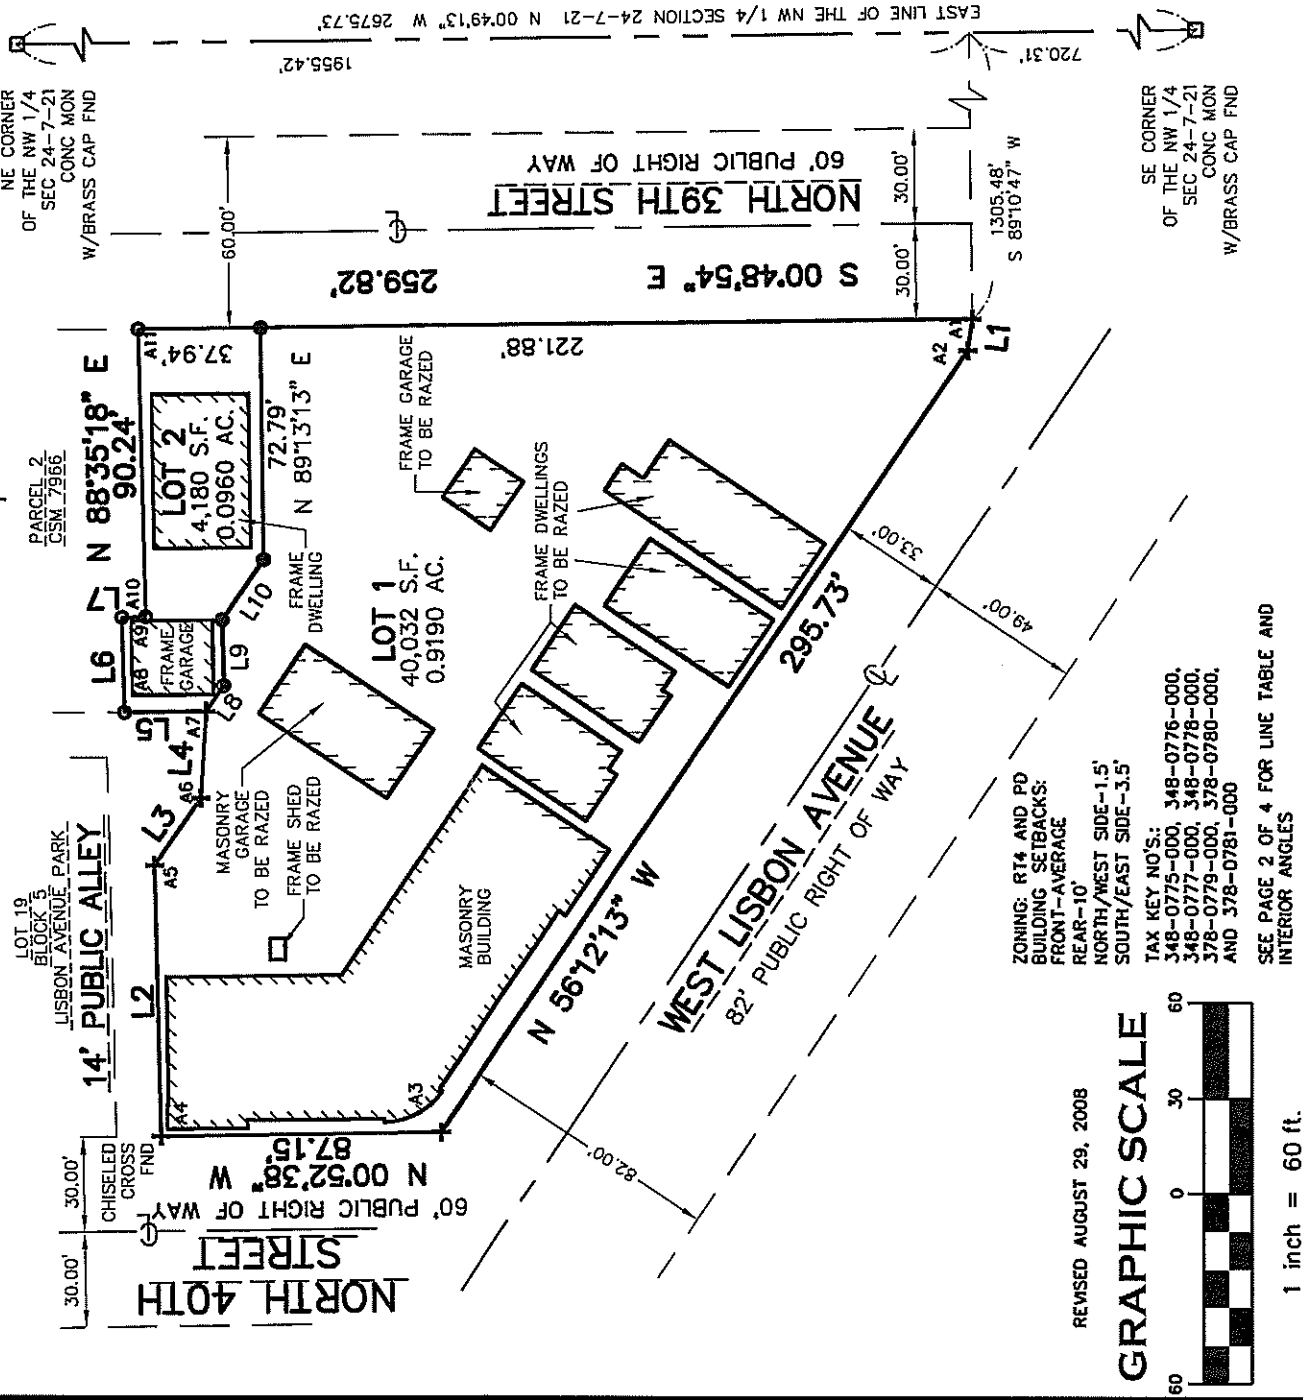 NE CORNER
OF THE NW 1/4
SEC 24-7-21
CONC MON
W/BRASS CAP FND
EAST LINE OF THE NW 1/4 SECTION 24-7-21 N 00°49'13" W 2675.73'
1955.42'
720.31'
SE CORNER
OF THE NW 1/4
SEC 24-7-21
CONC MON
W/BRASS CAP FND
60.00'
NORTH 39TH STREET
60' PUBLIC RIGHT OF WAY
30.00'
30.00'
1305.48'
S 89°10'47" W
S 00°48'54" E
259.82'
221.88'
37.94'
A11
A1
A2
L1
PARCEL 2
CSM 7966
N 88°35'18" E
90.24'
LOT 2
4,180 S.F.
0.0960 AC.
72.79'
N 89°13'13" E
FRAME
DWELLING
FRAME GARAGE
TO BE RAZED
FRAME DWELLINGS
TO BE RAZED
L7
A10
A9
L6
A8
FRAME
GARAGE
L10
L9
L8
L5
A7
L4
A6
L3
A5
LOT 1
40,032 S.F.
0.9190 AC.
MASONRY
GARAGE
TO BE RAZED
FRAME SHED
TO BE RAZED
LOT 19
BLOCK 5
LISBON AVENUE PARK
14' PUBLIC ALLEY
L2
A4
A3
MASONRY
BUILDING
295.73'
N 56°12'13" W
33.00'
49.00'
WEST LISBON AVENUE
82' PUBLIC RIGHT OF WAY
82.00'
CHISELED
CROSS
FND
30.00'
30.00'
87.15'
N 00°52'38" W
60' PUBLIC RIGHT OF WAY
NORTH 40TH
STREET
ZONING: RT4 AND PD
BUILDING SETBACKS:
FRONT-AVERAGE
REAR-10'
NORTH/WEST SIDE-1.5'
SOUTH/EAST SIDE-3.5'
TAX KEY NO'S.:
348-0775-000, 348-0776-000,
348-0777-000, 348-0778-000,
378-0779-000, 378-0780-000,
AND 378-0781-000
SEE PAGE 2 OF 4 FOR LINE TABLE AND
INTERIOR ANGLES
REVISED AUGUST 29, 2008
GRAPHIC SCALE
60 0 30 60
1 inch = 60 ft.